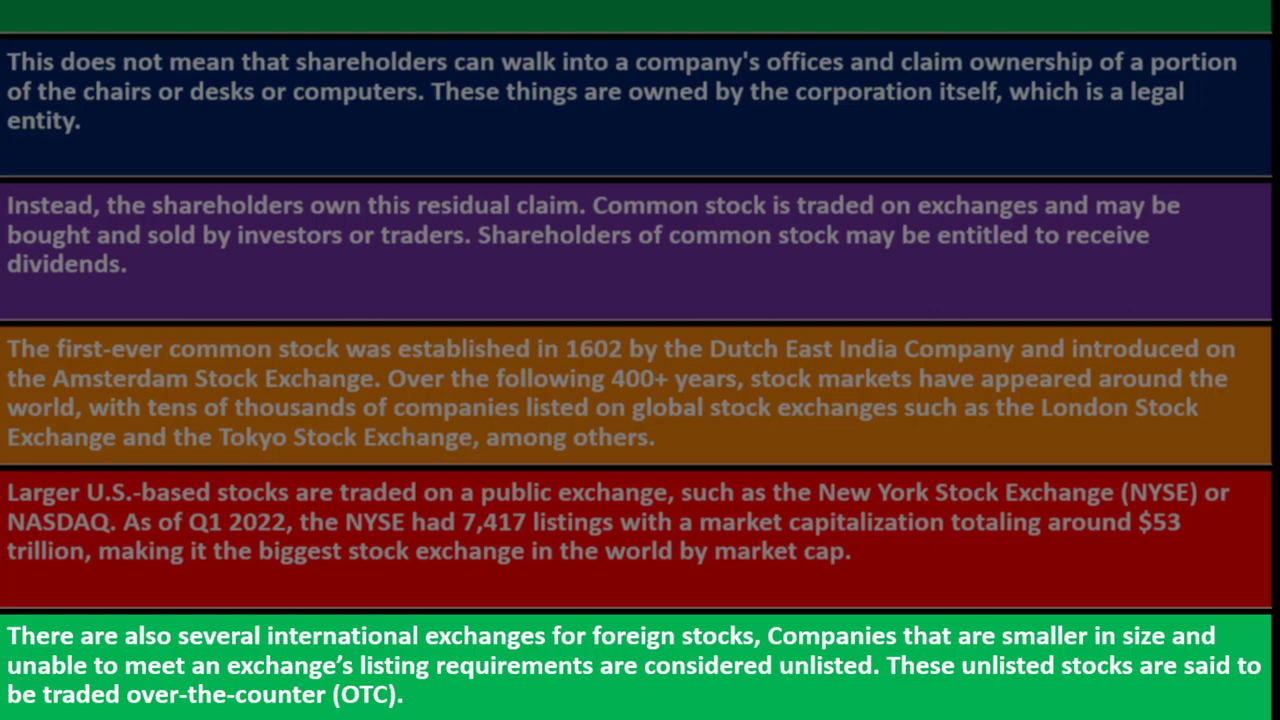 This does not mean that shareholders can walk into a company's offices and claim ownership of a portion
of the chairs or desks or computers. These things are owned by the corporation itself, which is a legal
entity.
Instead, the shareholders own this residual claim. Common stock is traded on exchanges and may be
bought and sold by investors or traders. Shareholders of common stock may be entitled to receive
dividends.
The first-ever common stock was established in 1602 by the Dutch East India Company and introduced on
the Amsterdam Stock Exchange. Over the following 400+ years, stock markets have appeared around the
world, with tens of thousands of companies listed on global stock exchanges such as the London Stock
Exchange and the Tokyo Stock Exchange, among others.
Larger U.S.-based stocks are traded on a public exchange, such as the New York Stock Exchange (NYSE) or
NASDAQ. As of Q1 2022, the NYSE had 7,417 listings with a market capitalization totaling around $53
trillion, making it the biggest stock exchange in the world by market cap.
There are also several international exchanges for foreign stocks, Companies that are smaller in size and
unable to meet an exchange’s listing requirements are considered unlisted. These unlisted stocks are said to
be traded over-the-counter (OTC).